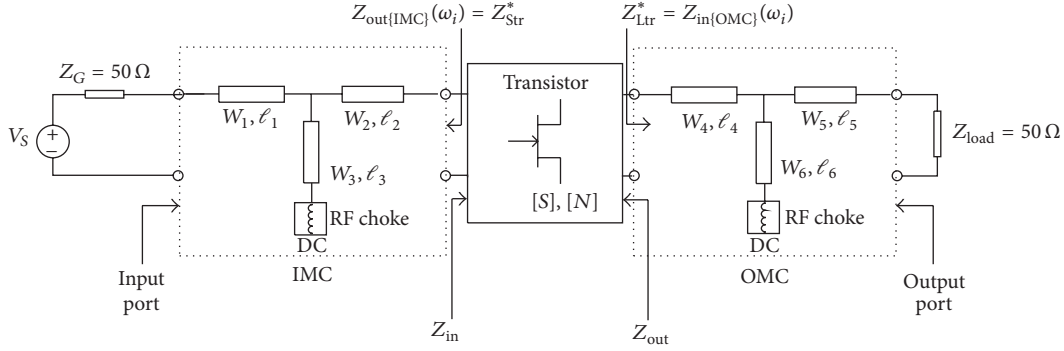 Z_out{IMC}(ω_i) = Z*_Str
Z*_Ltr = Z_in{OMC}(ω_i)
Z_G = 50 Ω
Transistor
W_1, ℓ_1
W_2, ℓ_2
W_4, ℓ_4
W_5, ℓ_5
V_S
+
−
Z_load = 50 Ω
W_3, ℓ_3
W_6, ℓ_6
[S], [N]
RF choke
RF choke
DC
DC
IMC
OMC
Input
port
Output
port
Z_in
Z_out